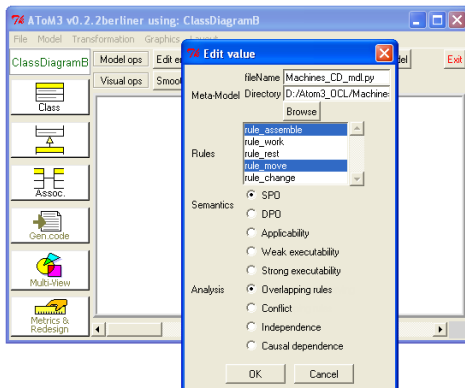 AToM3 v0.2.2berliner using: ClassDiagramB
File Model Transformation Graphics
ClassDiagramB Model ops Edit en Exit
Visual ops Smoo
Class
Assoc.
Gen.code
Multi-View
Metrics &
Redesign
Edit value
fileName Machines_CD_mdl.py
Meta-Model Directory D:/Atom3_OCL/Machine
Browse
Rules
rule_assemble
rule_work
rule_rest
rule_move
rule_change
Semantics
SPO
DPO
Applicability
Weak executability
Strong executability
Analysis Overlapping rules
Conflict
Independence
Causal dependence
OK Cancel